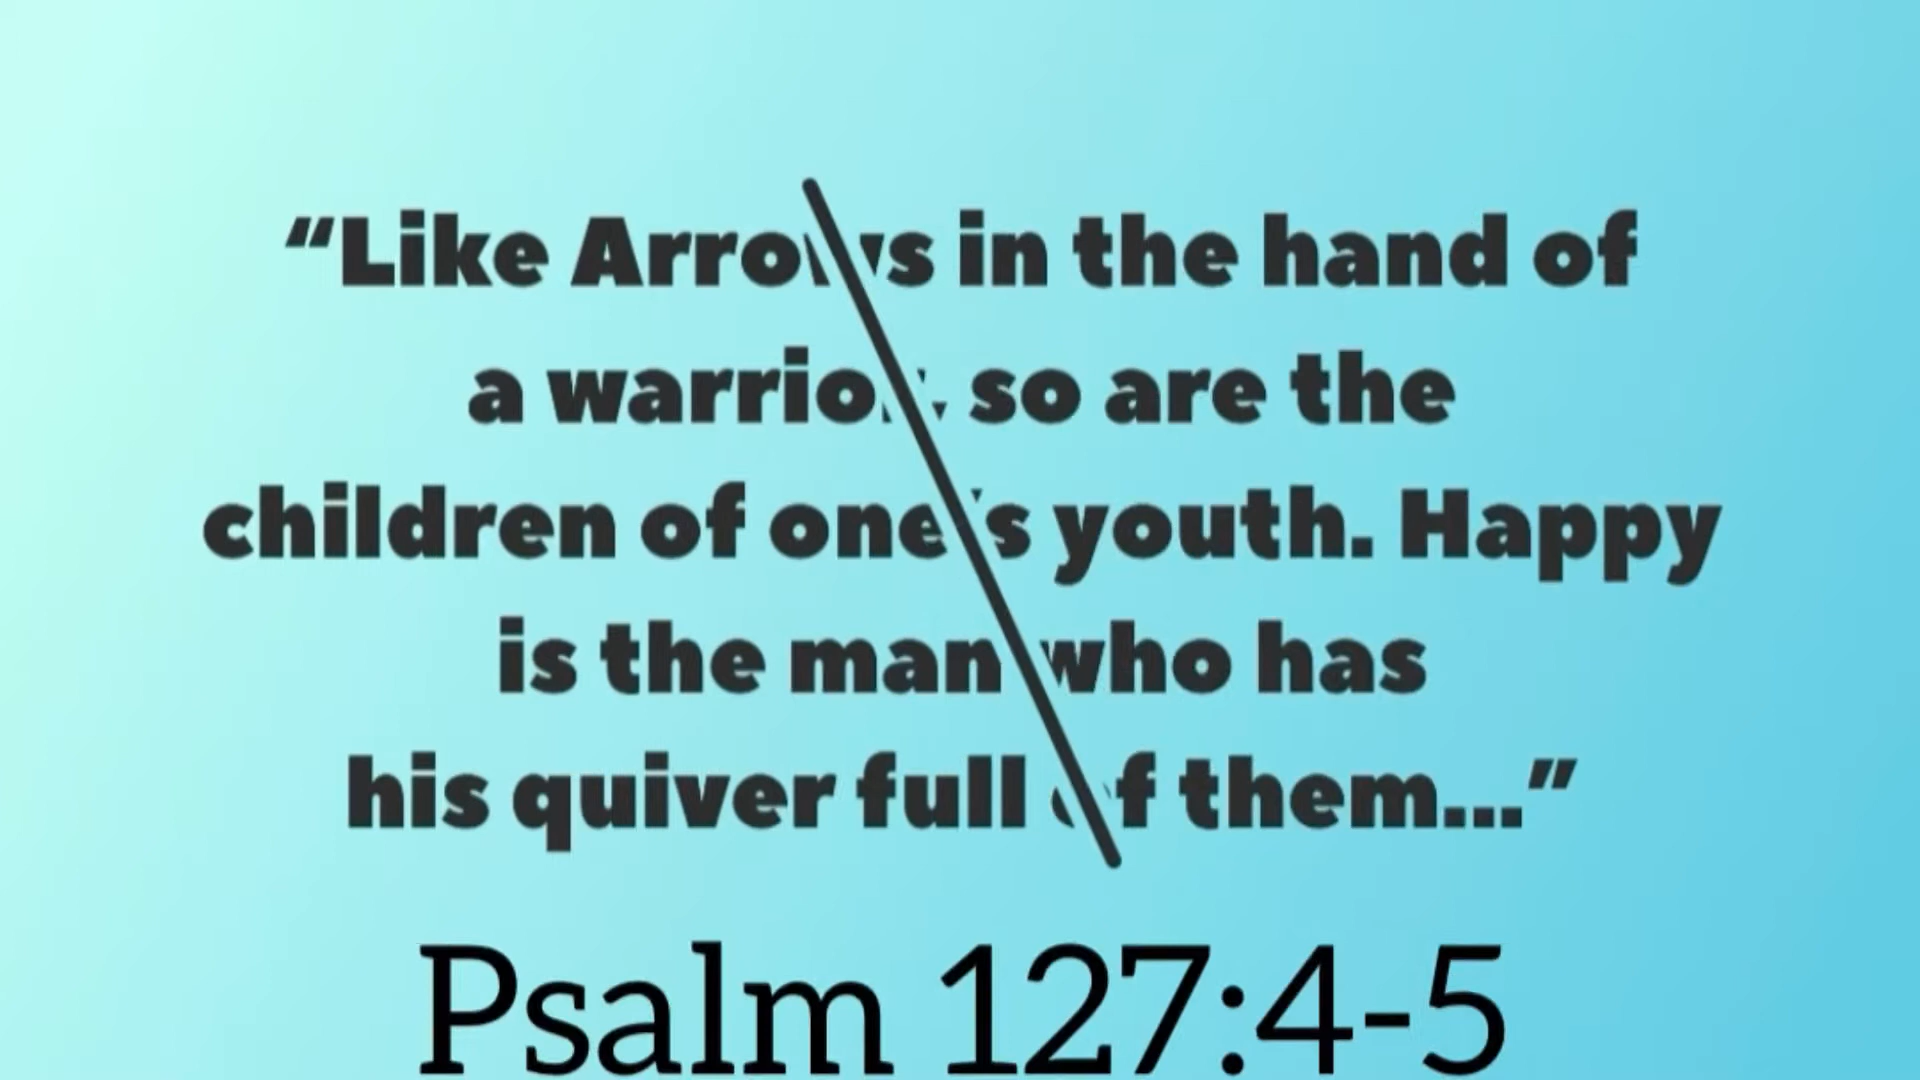 “Like Arrows in the hand of
a warrior, so are the
children of one's youth. Happy
is the man who has
his quiver full of them...”
Psalm 127:4-5